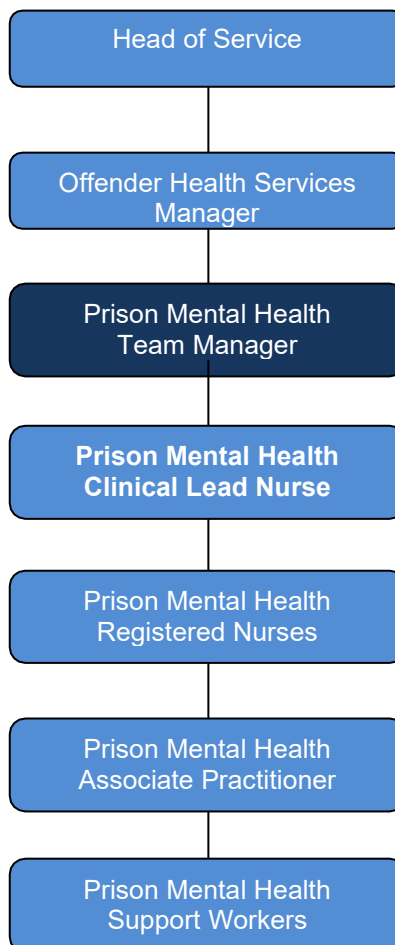 Head of Service
Offender Health Services
Manager
Prison Mental Health
Team Manager
Prison Mental Health
Clinical Lead Nurse
Prison Mental Health
Registered Nurses
Prison Mental Health
Associate Practitioner
Prison Mental Health
Support Workers